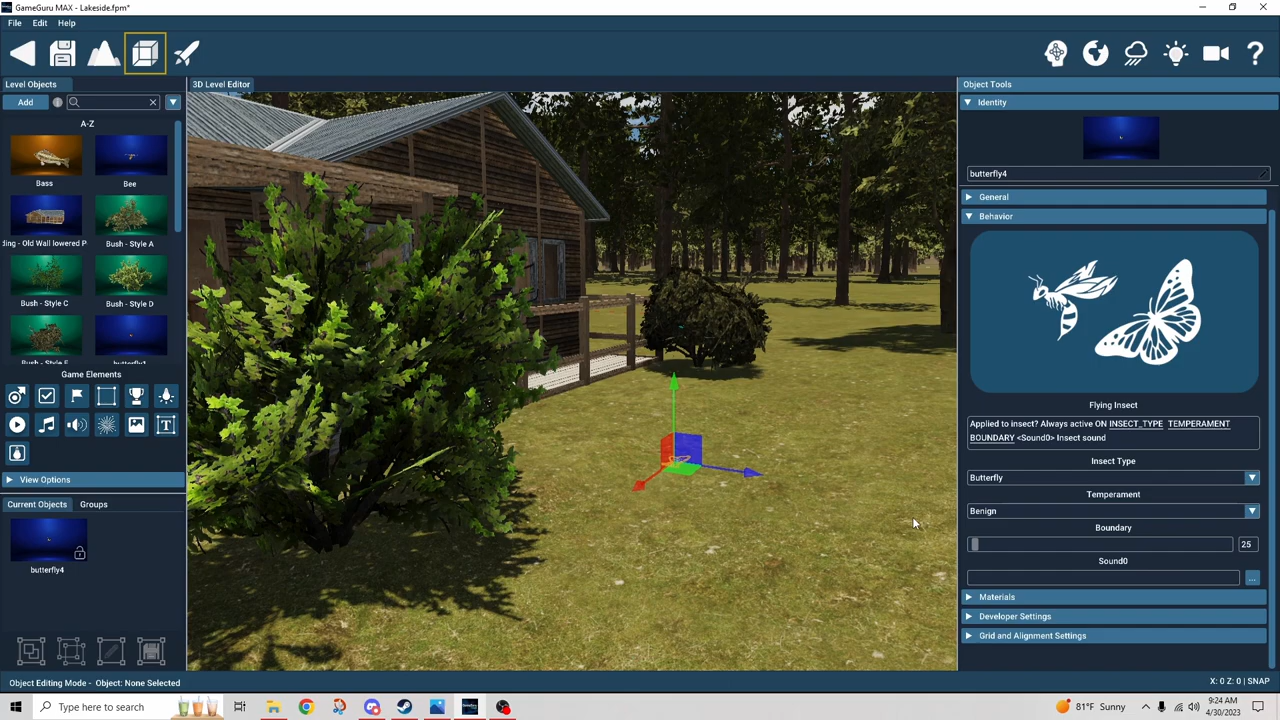 GameGuru MAX - Lakeside.fpm*
File Edit Help
Level Objects
3D Level Editor
Object Tools
Add
Identity
A-Z
Bass
Bee
butterfly4
General
Behavior
ding - Old Wall lowered P
Bush - Style A
Bush - Style C
Bush - Style D
Game Elements
Flying Insect
Applied to insect? Always active ON INSECT_TYPE TEMPERAMENT
BOUNDARY <Sound0> Insect sound
Insect Type
Butterfly
Temperament
Benign
Boundary
25
Sound0
...
View Options
Current Objects Groups
butterfly4
Materials
Developer Settings
Grid and Alignment Settings
Object Editing Mode - Object: None Selected
X: 0 Z: 0 | SNAP
Type here to search
81°F Sunny
9:24 AM
4/30/2023